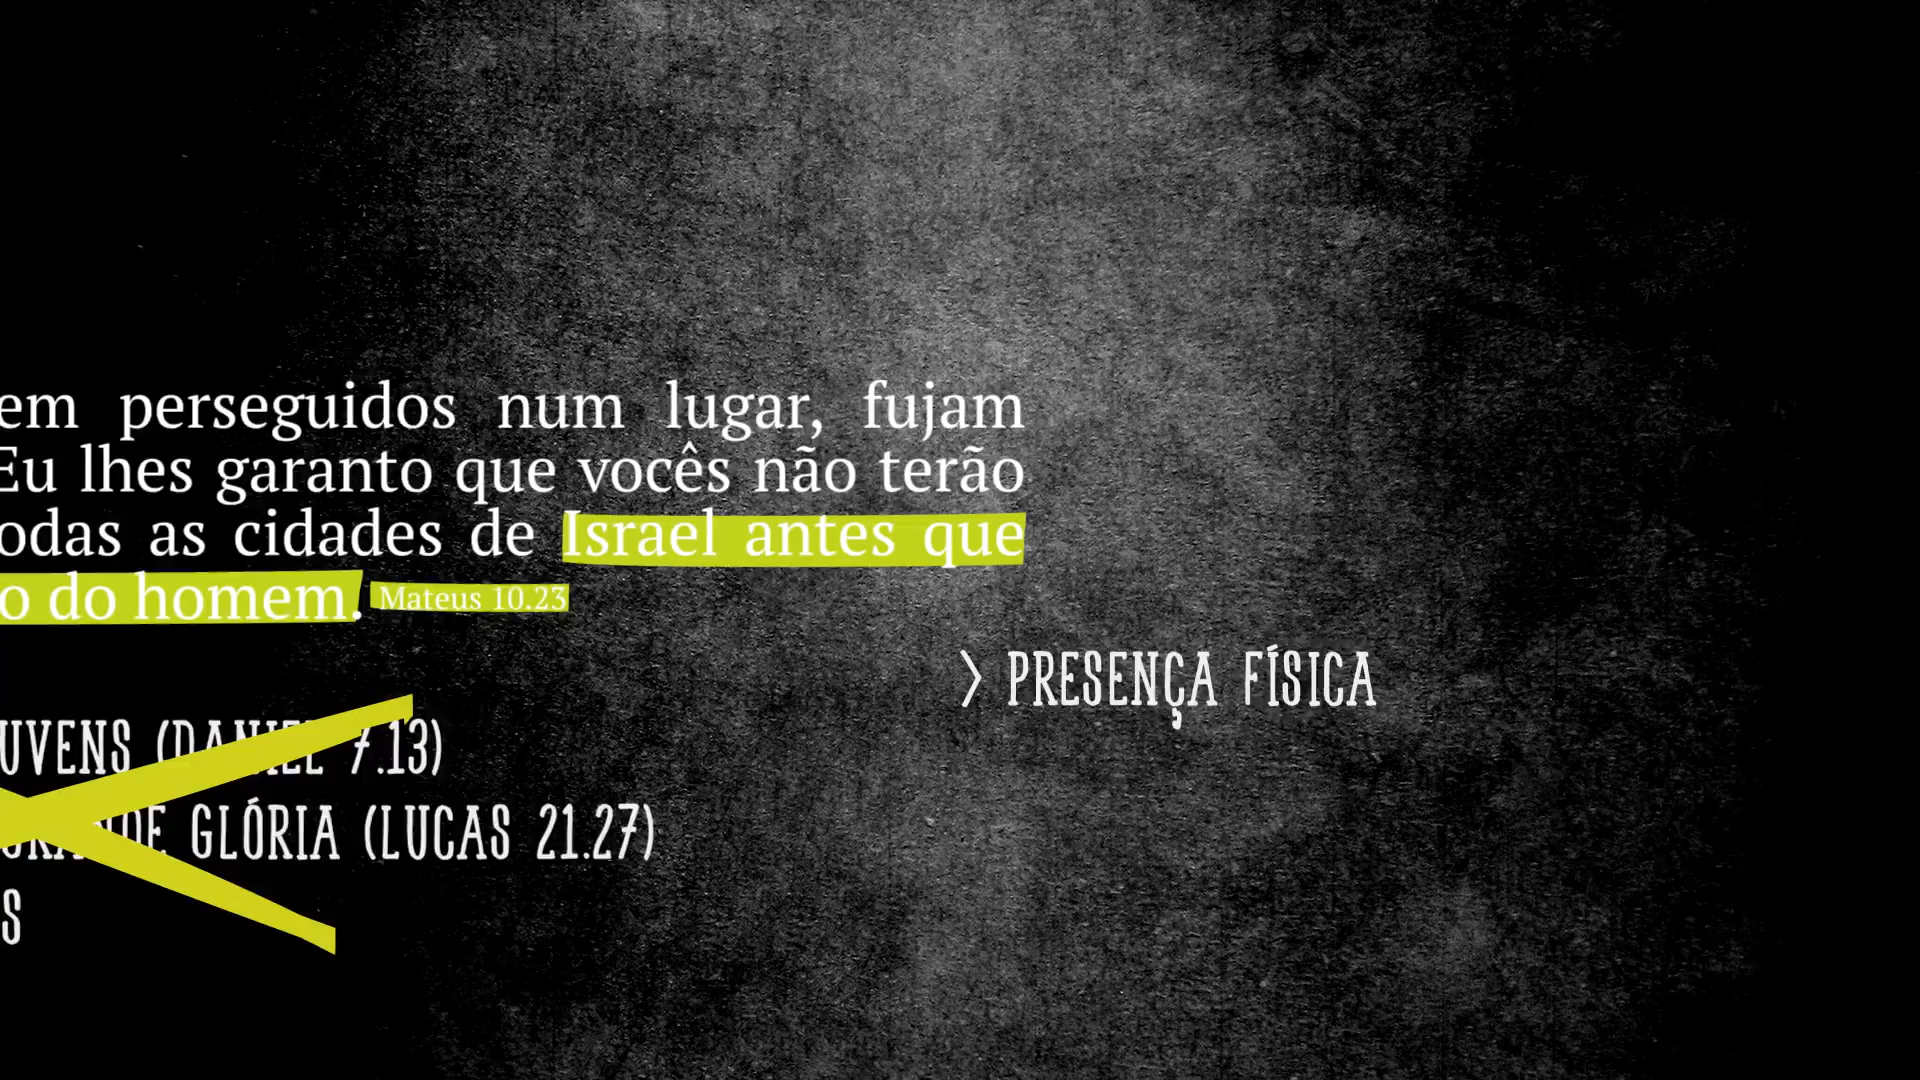 em perseguidos num lugar, fujam
Eu lhes garanto que vocês não terão
odas as cidades de Israel antes que
o do homem. Mateus 10.23
> PRESENÇA FÍSICA
UVENS (DANIEL 7.13)
GLÓRIA (LUCAS 21.27)
S